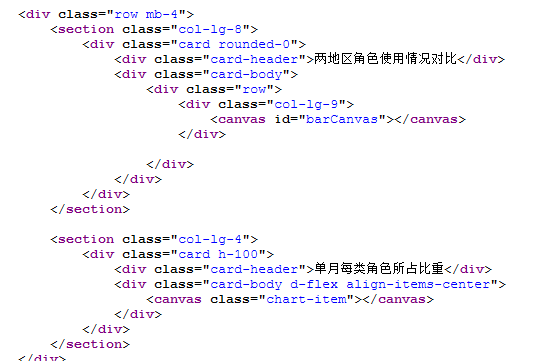 <div class="row mb-4">
<section class="col-lg-8">
<div class="card rounded-0">
<div class="card-header">两地区角色使用情况对比</div>
<div class="card-body">
<div class="row">
<div class="col-lg-9">
<canvas id="barCanvas"></canvas>
</div>
</div>
</div>
</div>
</section>
<section class="col-lg-4">
<div class="card h-100">
<div class="card-header">单月每类角色所占比重</div>
<div class="card-body d-flex align-items-center">
<canvas class="chart-item"></canvas>
</div>
</div>
</section>
</div>